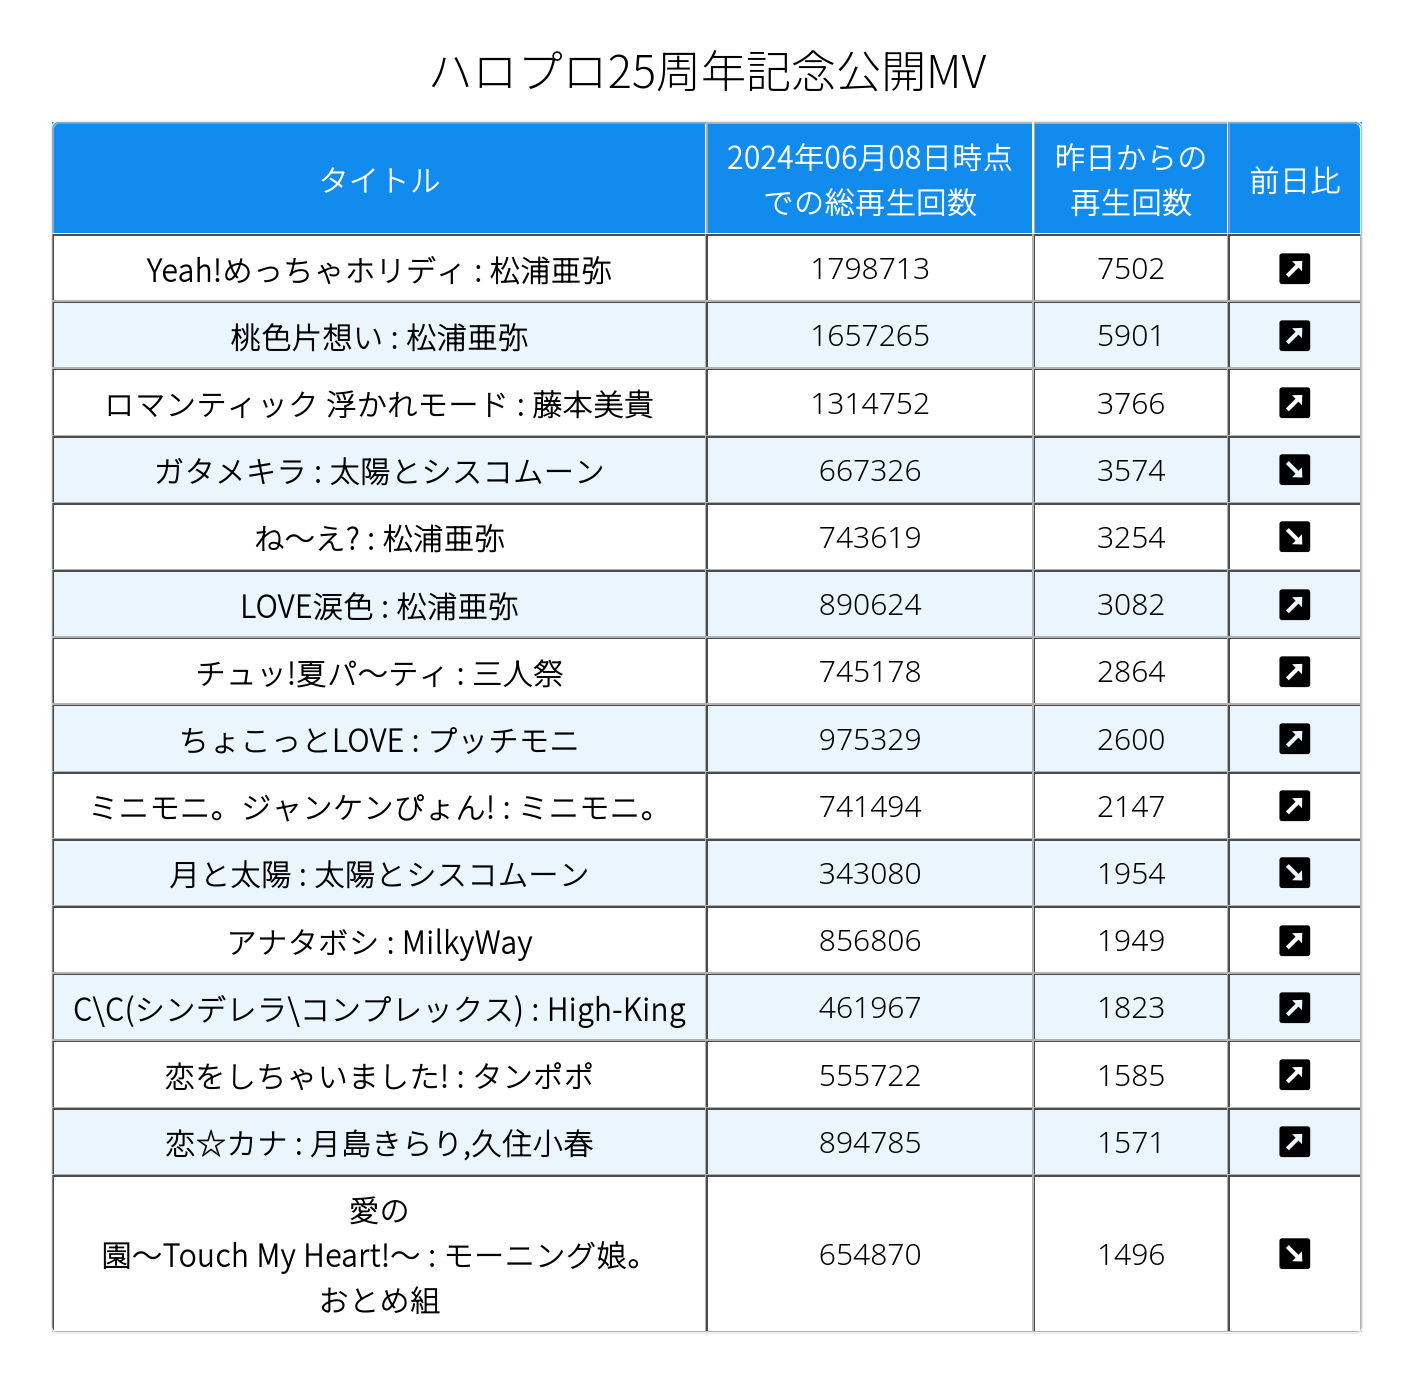 ハロプロ25周年記念公開MV
タイトル
2024年06月08日時点
での総再生回数
昨日からの
再生回数
前日比
Yeah!めっちゃホリディ : 松浦亜弥 1798713 7502 ↗
桃色片想い : 松浦亜弥 1657265 5901 ↗
ロマンティック 浮かれモード : 藤本美貴 1314752 3766 ↗
ガタメキラ : 太陽とシスコムーン 667326 3574 ↘
ね～え? : 松浦亜弥 743619 3254 ↘
LOVE涙色 : 松浦亜弥 890624 3082 ↗
チュッ!夏パ～ティ : 三人祭 745178 2864 ↗
ちょこっとLOVE : プッチモニ 975329 2600 ↗
ミニモニ。ジャンケンぴょん! : ミニモニ。 741494 2147 ↗
月と太陽 : 太陽とシスコムーン 343080 1954 ↘
アナタボシ : MilkyWay 856806 1949 ↗
C\C(シンデレラ\コンプレックス) : High-King 461967 1823 ↗
恋をしちゃいました! : タンポポ 555722 1585 ↗
恋☆カナ : 月島きらり,久住小春 894785 1571 ↗
愛の
園～Touch My Heart!～ : モーニング娘。
おとめ組
654870 1496 ↘